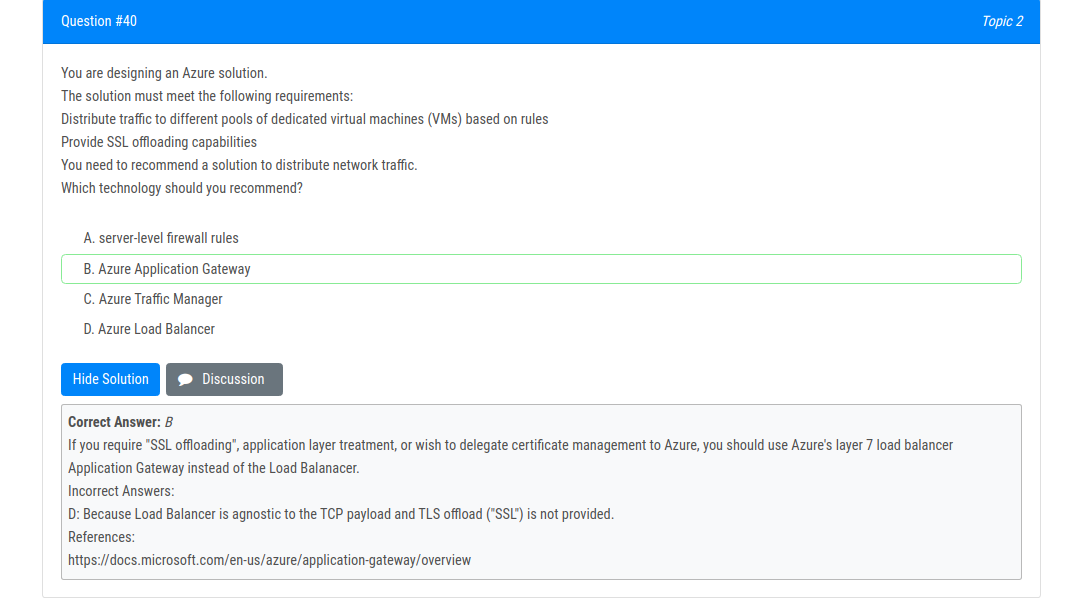 Question #40
Topic 2
You are designing an Azure solution.
The solution must meet the following requirements:
Distribute traffic to different pools of dedicated virtual machines (VMs) based on rules
Provide SSL offloading capabilities
You need to recommend a solution to distribute network traffic.
Which technology should you recommend?
A. server-level firewall rules
B. Azure Application Gateway
C. Azure Traffic Manager
D. Azure Load Balancer
Hide Solution
Discussion
Correct Answer: B
If you require "SSL offloading", application layer treatment, or wish to delegate certificate management to Azure, you should use Azure's layer 7 load balancer
Application Gateway instead of the Load Balanacer.
Incorrect Answers:
D: Because Load Balancer is agnostic to the TCP payload and TLS offload ("SSL") is not provided.
References:
https://docs.microsoft.com/en-us/azure/application-gateway/overview